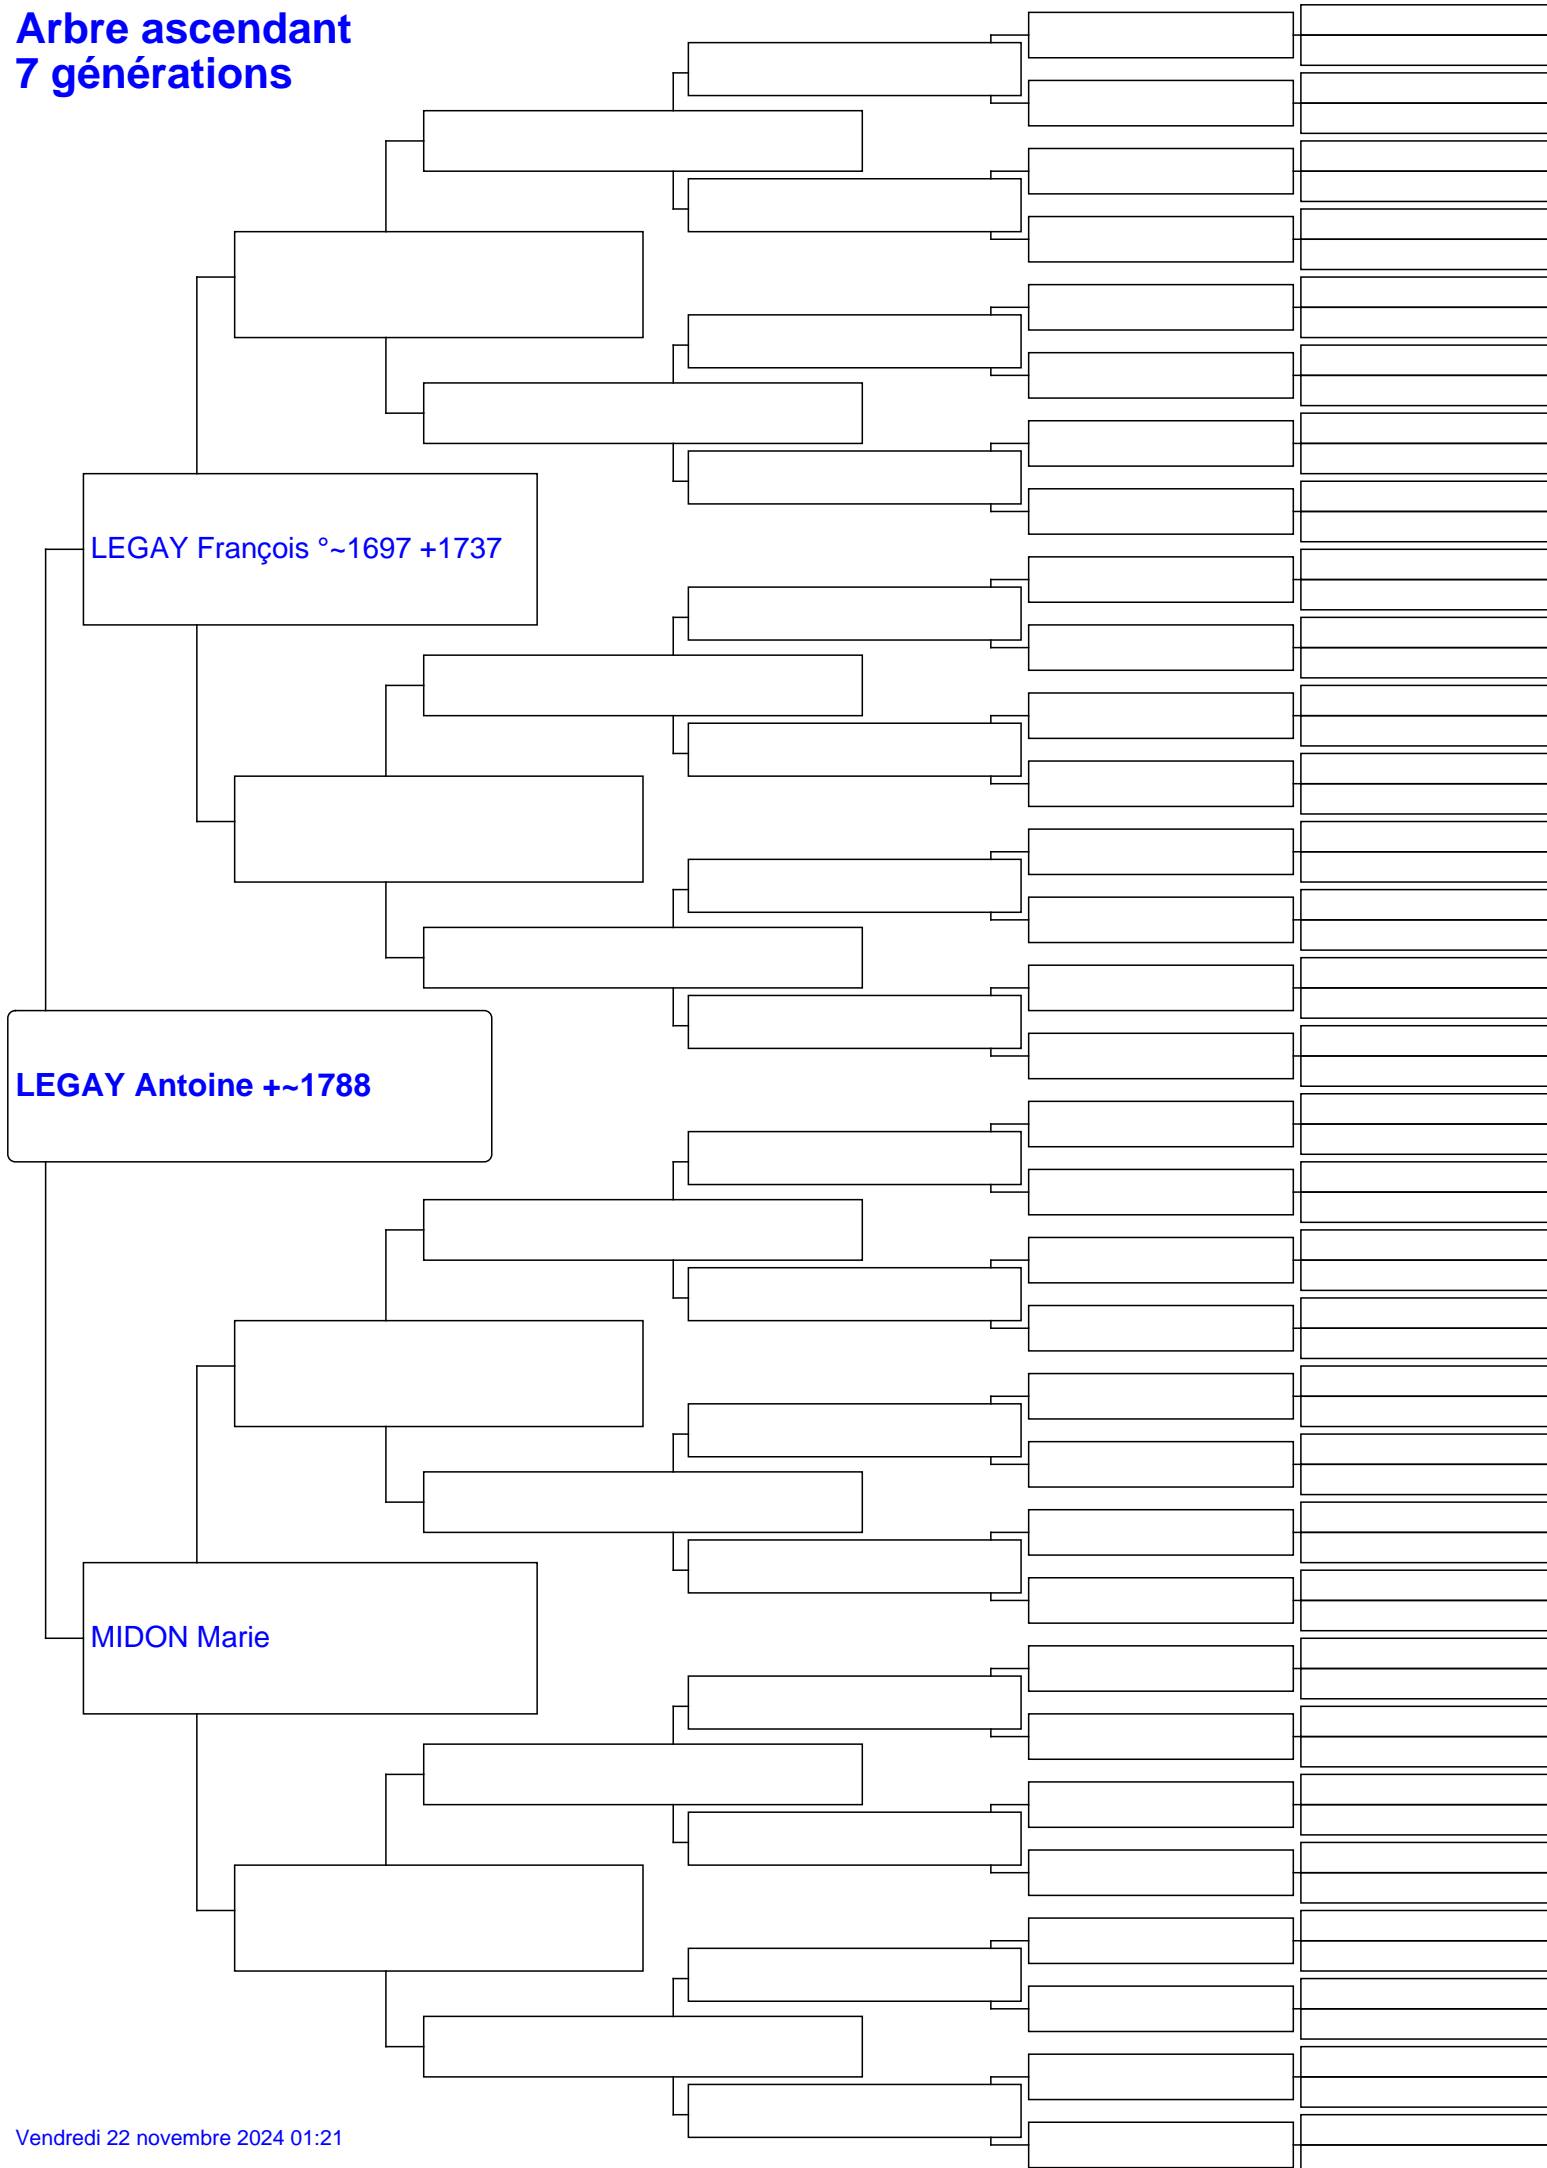 Arbre ascendant
7 générations
LEGAY François °~1697 +1737
LEGAY Antoine +~1788
MIDON Marie
Vendredi 22 novembre 2024 01:21